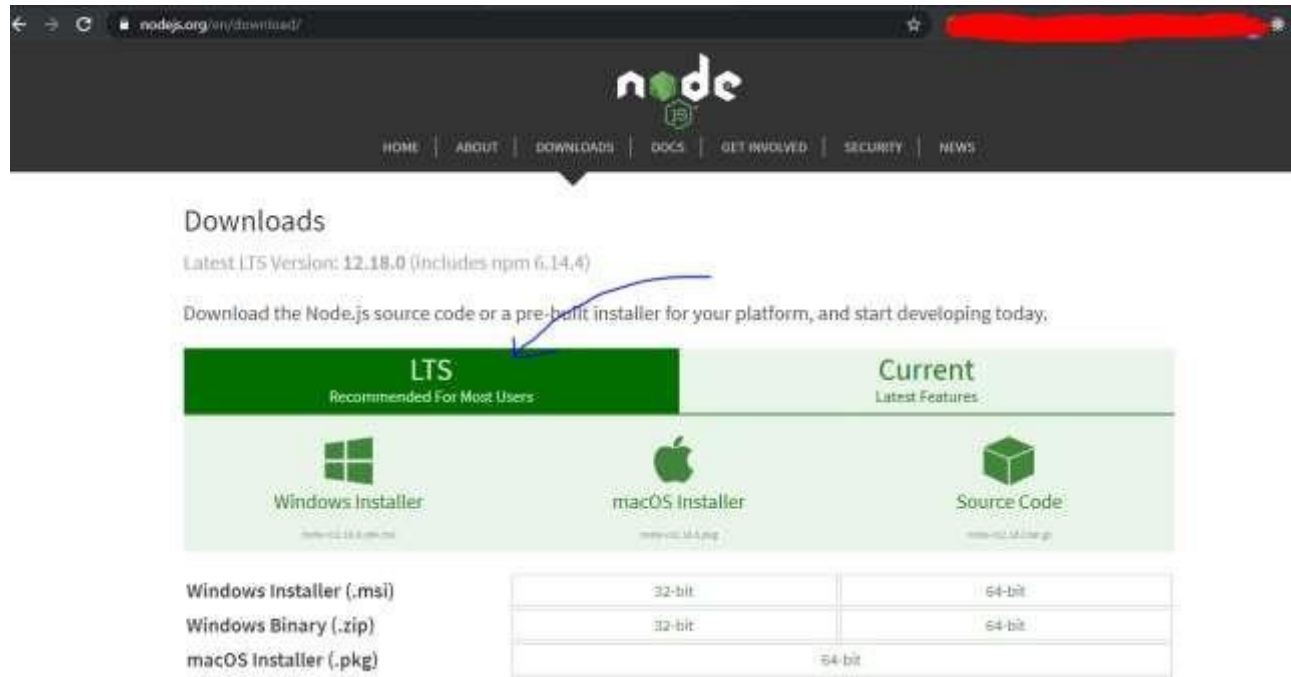 nodejs.org/en/download/
node
JS
HOME | ABOUT | DOWNLOADS | DOCS | GET INVOLVED | SECURITY | NEWS
Downloads
Latest LTS Version: 12.18.0 (includes npm 6.14.4)
Download the Node.js source code or a pre-built installer for your platform, and start developing today.
LTS
Recommended For Most Users
Current
Latest Features
Windows Installer
macOS Installer
Source Code
Windows Installer (.msi) 32-bit 64-bit
Windows Binary (.zip) 32-bit 64-bit
macOS Installer (.pkg) 64-bit